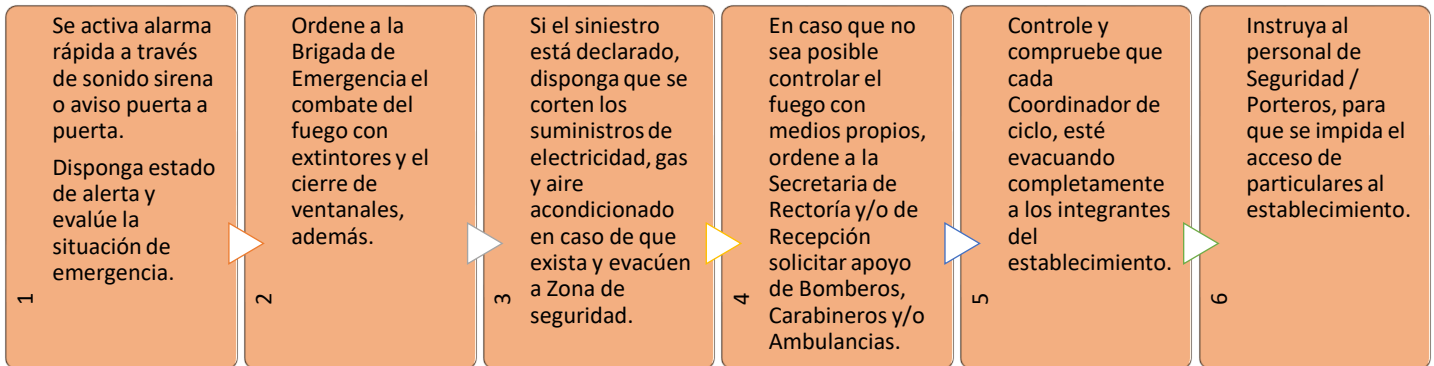 Se activa alarma
rápida a través
de sonido sirena
o aviso puerta a
puerta.
Disponga estado
de alerta y
evalúe la
situación de
emergencia.
1
Ordene a la
Brigada de
Emergencia el
combate del
fuego con
extintores y el
cierre de
ventanales,
además.
2
Si el siniestro
está declarado,
disponga que se
corten los
suministros de
electricidad, gas
y aire
acondicionado
en caso de que
exista y evacúen
a Zona de
seguridad.
3
En caso que no
sea posible
controlar el
fuego con
medios propios,
ordene a la
Secretaria de
Rectoría y/o de
Recepción
solicitar apoyo
de Bomberos,
Carabineros y/o
Ambulancias.
4
Controle y
compruebe que
cada
Coordinador de
ciclo, esté
evacuando
completamente
a los integrantes
del
establecimiento.
5
Instruya al
personal de
Seguridad /
Porteros, para
que se impida el
acceso de
particulares al
establecimiento.
6